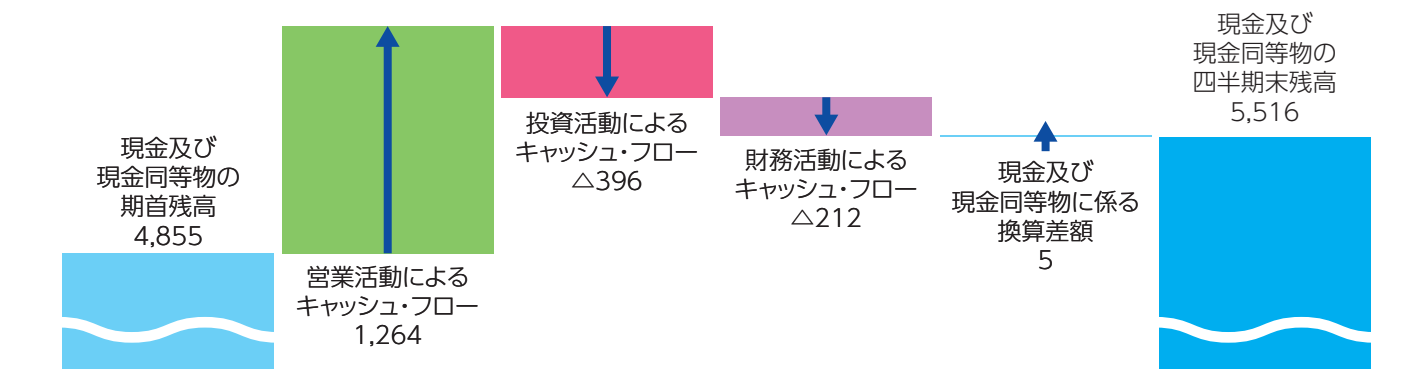 現金及び
現金同等物の
期首残高
4,855
営業活動による
キャッシュ・フロー
1,264
投資活動による
キャッシュ・フロー
△396
財務活動による
キャッシュ・フロー
△212
現金及び
現金同等物に係る
換算差額
5
現金及び
現金同等物の
四半期末残高
5,516